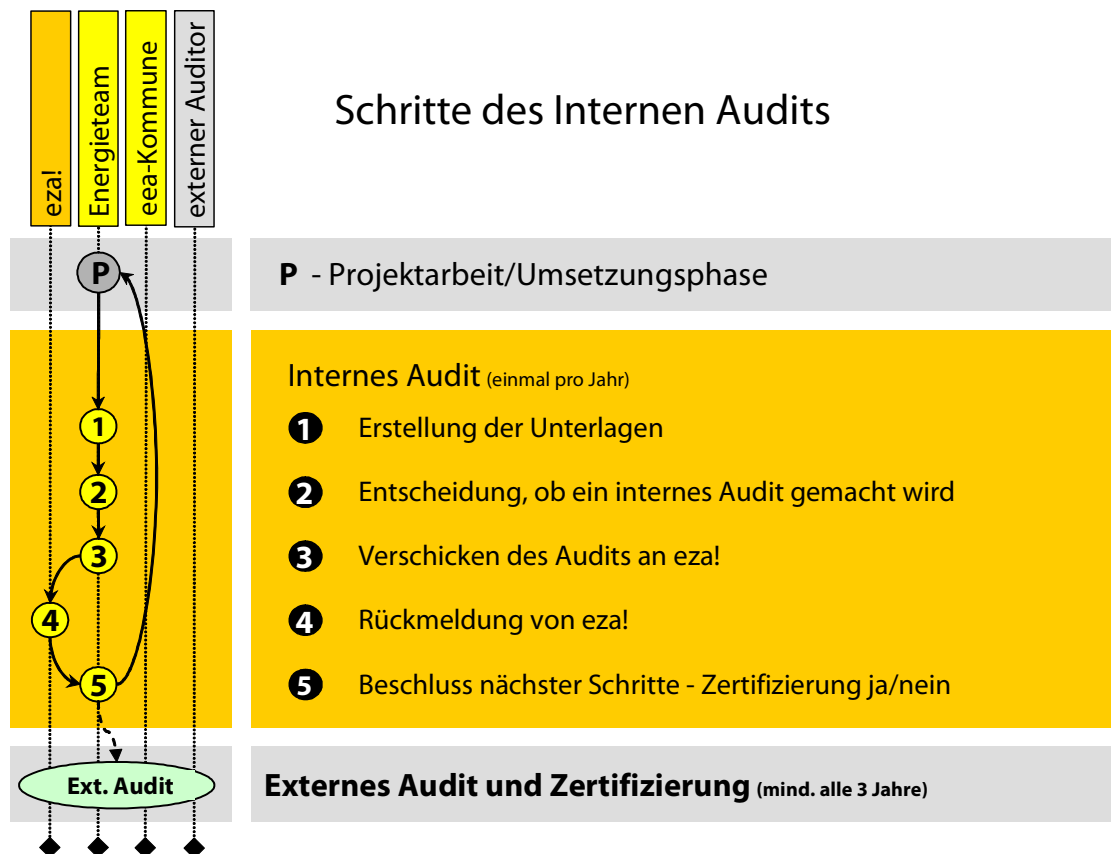 eza!
Energieteam
eea-Kommune
externer Auditor
Schritte des Internen Audits
P
P - Projektarbeit/Umsetzungsphase
Internes Audit (einmal pro Jahr)
1
1 Erstellung der Unterlagen
2
2 Entscheidung, ob ein internes Audit gemacht wird
3
3 Verschicken des Audits an eza!
4
4 Rückmeldung von eza!
5
5 Beschluss nächster Schritte - Zertifizierung ja/nein
Ext. Audit
Externes Audit und Zertifizierung (mind. alle 3 Jahre)